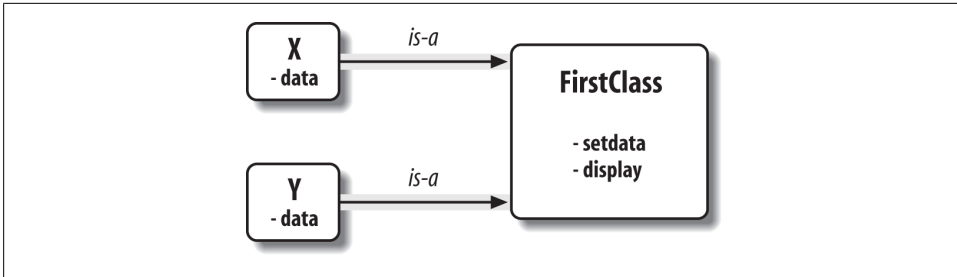 X
- data
is-a
FirstClass
- setdata
- display
Y
- data
is-a